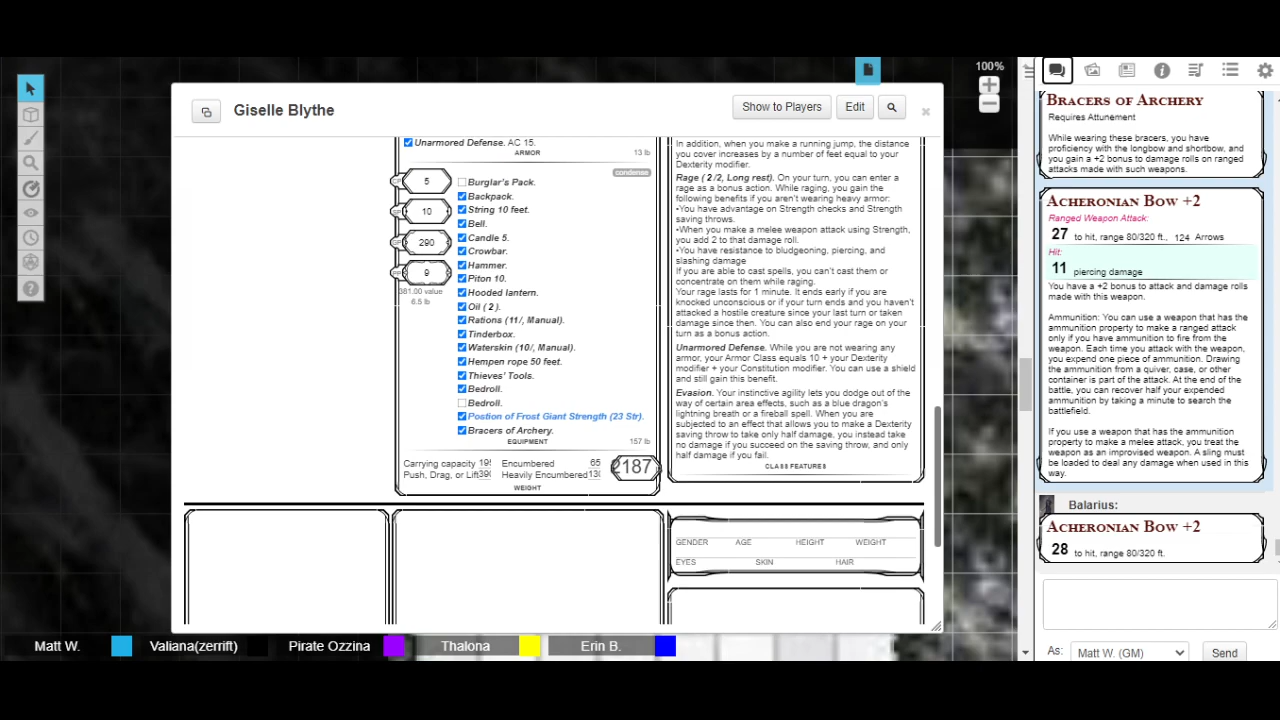 Giselle Blythe
Show to Players
Edit
100%
Unarmored Defense. AC 15.
ARMOR
13 lb
condense
CP
5
SP
10
GP
290
PP
9
381.00 value
6.5 lb
Burglar's Pack.
Backpack.
String 10 feet.
Bell.
Candle 5.
Crowbar.
Hammer.
Piton 10.
Hooded lantern.
Oil ( 2 ).
Rations (11/, Manual).
Tinderbox.
Waterskin (10/, Manual).
Hempen rope 50 feet.
Thieves' Tools.
Bedroll.
Bedroll.
Postion of Frost Giant Strength (23 Str).
Bracers of Archery.
EQUIPMENT
157 lb
Carrying capacity 195
Encumbered 65
Push, Drag, or Lift 390
Heavily Encumbered 130
2187
WEIGHT
In addition, when you make a running jump, the distance
you cover increases by a number of feet equal to your
Dexterity modifier.
Rage ( 2 /2, Long rest). On your turn, you can enter a
rage as a bonus action. While raging, you gain the
following benefits if you aren't wearing heavy armor:
•You have advantage on Strength checks and Strength
saving throws.
•When you make a melee weapon attack using Strength,
you add 2 to that damage roll.
•You have resistance to bludgeoning, piercing, and
slashing damage
If you are able to cast spells, you can't cast them or
concentrate on them while raging.
Your rage lasts for 1 minute. It ends early if you are
knocked unconscious or if your turn ends and you haven't
attacked a hostile creature since your last turn or taken
damage since then. You can also end your rage on your
turn as a bonus action.
Unarmored Defense. While you are not wearing any
armor, your Armor Class equals 10 + your Dexterity
modifier + your Constitution modifier. You can use a shield
and still gain this benefit.
Evasion. Your instinctive agility lets you dodge out of the
way of certain area effects, such as a blue dragon's
lightning breath or a fireball spell. When you are
subjected to an effect that allows you to make a Dexterity
saving throw to take only half damage, you instead take
no damage if you succeed on the saving throw, and only
half damage if you fail.
CLASS FEATURES
GENDER AGE HEIGHT WEIGHT
EYES SKIN HAIR
Matt W.
Valiana(zerrift)
Pirate Ozzina
Thalona
Erin B.
Bracers of Archery
Requires Attunement
While wearing these bracers, you have
proficiency with the longbow and shortbow, and
you gain a +2 bonus to damage rolls on ranged
attacks made with such weapons.
Acheronian Bow +2
Ranged Weapon Attack:
27 to hit, range 80/320 ft., 124 Arrows
Hit:
11 piercing damage
You have a +2 bonus to attack and damage rolls
made with this weapon.
Ammunition: You can use a weapon that has the
ammunition property to make a ranged attack
only if you have ammunition to fire from the
weapon. Each time you attack with the weapon,
you expend one piece of ammunition. Drawing
the ammunition from a quiver, case, or other
container is part of the attack. At the end of the
battle, you can recover half your expended
ammunition by taking a minute to search the
battlefield.
If you use a weapon that has the ammunition
property to make a melee attack, you treat the
weapon as an improvised weapon. A sling must
be loaded to deal any damage when used in this
way.
Balarius:
Acheronian Bow +2
28 to hit, range 80/320 ft.
As:
Matt W. (GM)
Send